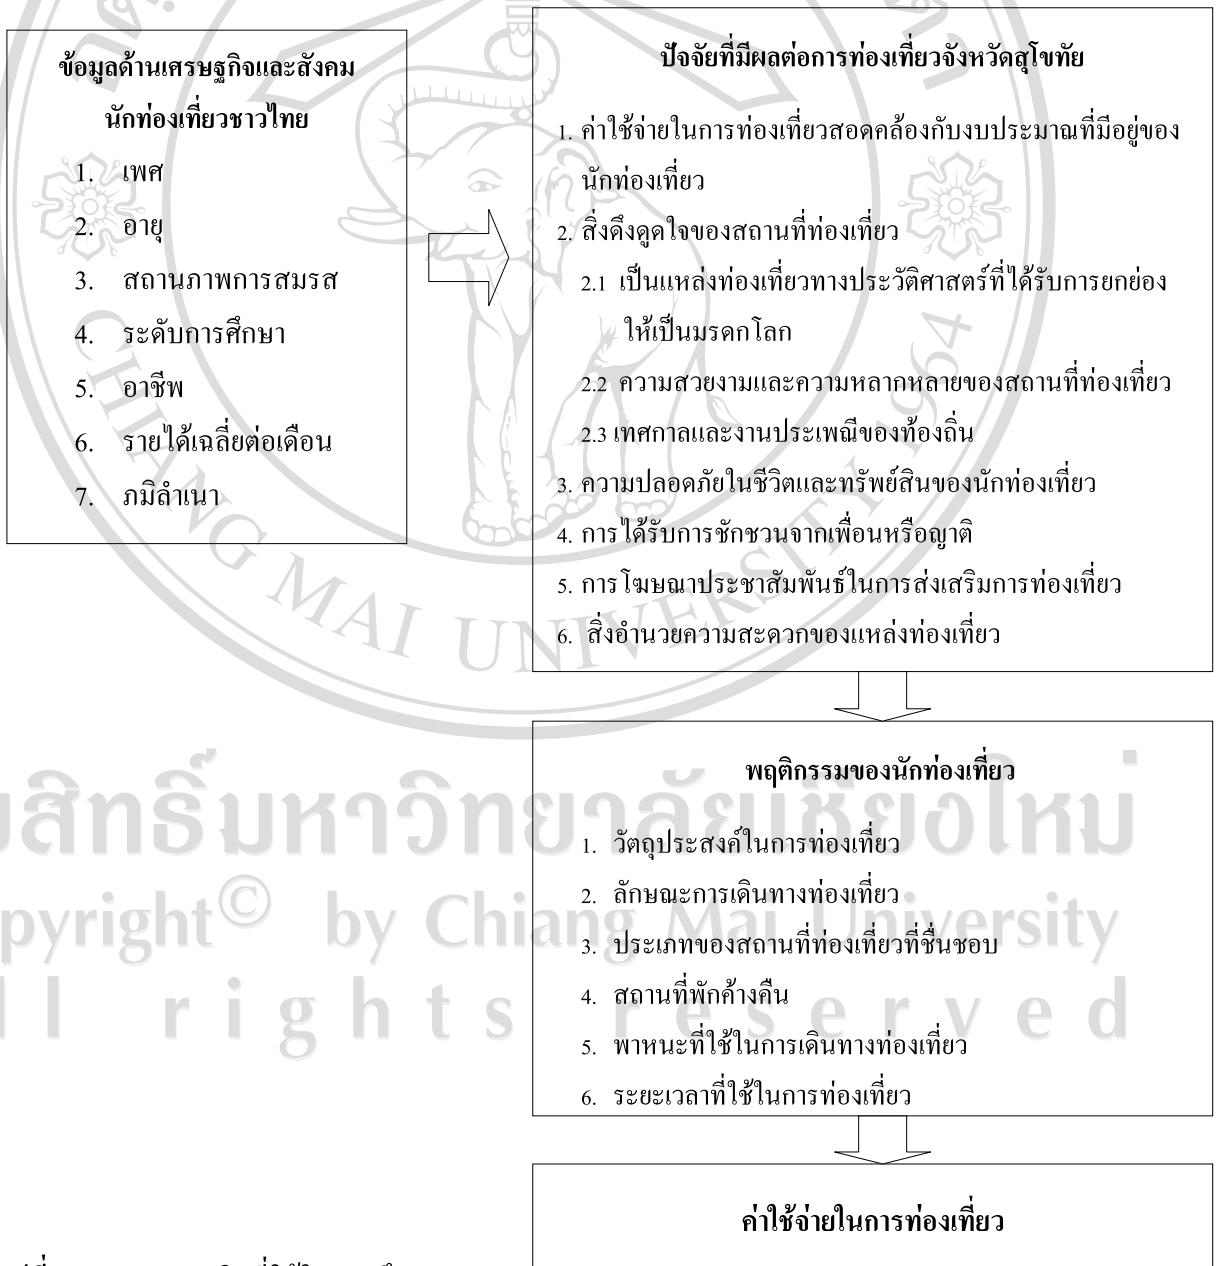 ข้อมูลด้านเศรษฐกิจและสังคม
นักท่องเที่ยวชาวไทย
1. เพศ
2. อายุ
3. สถานภาพการสมรส
4. ระดับการศึกษา
5. อาชีพ
6. รายได้เฉลี่ยต่อเดือน
7. ภมิลำเนา
ปัจจัยที่มีผลต่อการท่องเที่ยวจังหวัดสุโขทัย
1. ค่าใช้จ่ายในการท่องเที่ยวสอดคล้องกับงบประมาณที่มีอยู่ของ
นักท่องเที่ยว
2. สิ่งดึงดูดใจของสถานที่ท่องเที่ยว
2.1 เป็นแหล่งท่องเที่ยวทางประวัติศาสตร์ที่ได้รับการยกย่อง
ให้เป็นมรดกโลก
2.2 ความสวยงามและความหลากหลายของสถานที่ท่องเที่ยว
2.3 เทศกาลและงานประเพณีของท้องถิ่น
3. ความปลอดภัยในชีวิตและทรัพย์สินของนักท่องเที่ยว
4. การได้รับการชักชวนจากเพื่อนหรือญาติ
5. การโฆษณาประชาสัมพันธ์ในการส่งเสริมการท่องเที่ยว
6. สิ่งอำนวยความสะดวกของแหล่งท่องเที่ยว
พฤติกรรมของนักท่องเที่ยว
1. วัตถุประสงค์ในการท่องเที่ยว
2. ลักษณะการเดินทางท่องเที่ยว
3. ประเภทของสถานที่ท่องเที่ยวที่ชื่นชอบ
4. สถานที่พักค้างคืน
5. พาหนะที่ใช้ในการเดินทางท่องเที่ยว
6. ระยะเวลาที่ใช้ในการท่องเที่ยว
ค่าใช้จ่ายในการท่องเที่ยว
CHIANG MAI UNIVERSITY 1964
สิทธิ์มหาวิทยาลัยเชียงใหม่
pyright© by Chiang Mai University
rights reserved